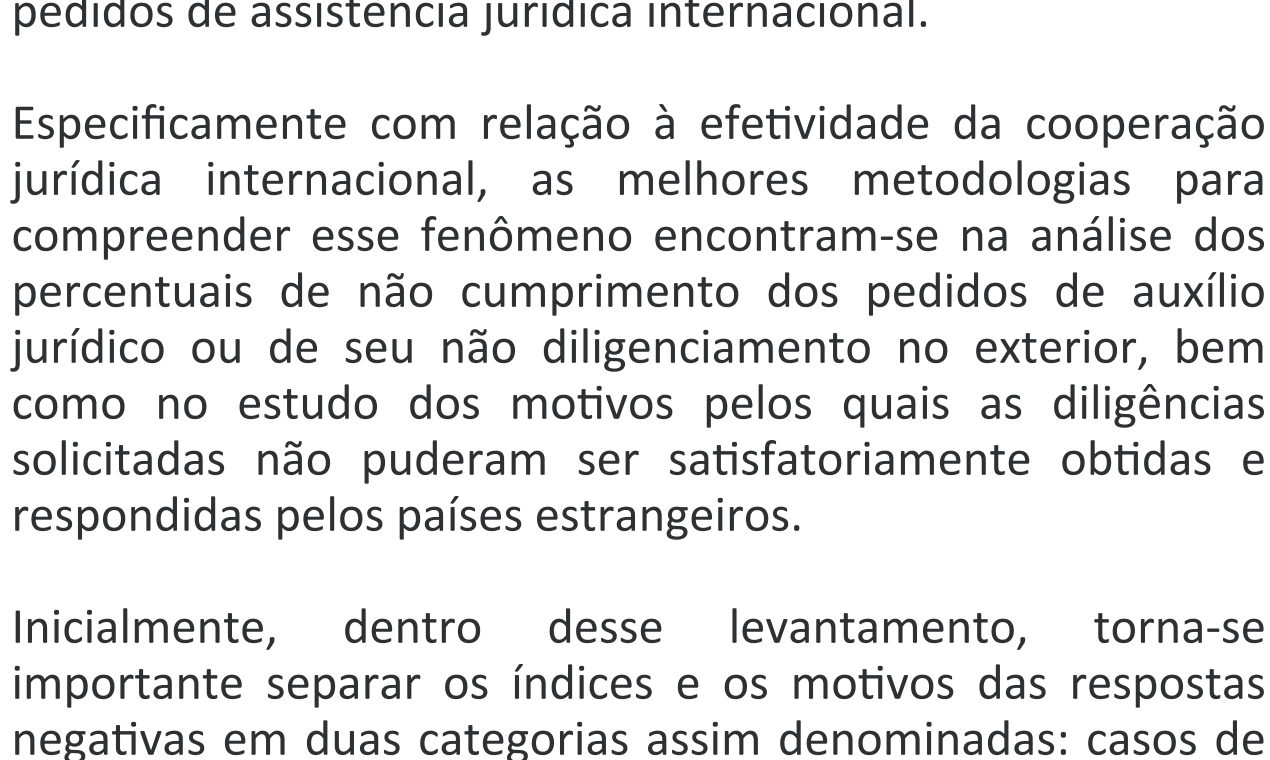 pedidos de assistência jurídica internacional.
Especificamente com relação à efetividade da cooperação
jurídica internacional, as melhores metodologias para
compreender esse fenômeno encontram-se na análise dos
percentuais de não cumprimento dos pedidos de auxílio
jurídico ou de seu não diligenciamento no exterior, bem
como no estudo dos motivos pelos quais as diligências
solicitadas não puderam ser satisfatoriamente obtidas e
respondidas pelos países estrangeiros.
Inicialmente, dentro desse levantamento, torna-se
importante separar os índices e os motivos das respostas
negativas em duas categorias assim denominadas: casos de